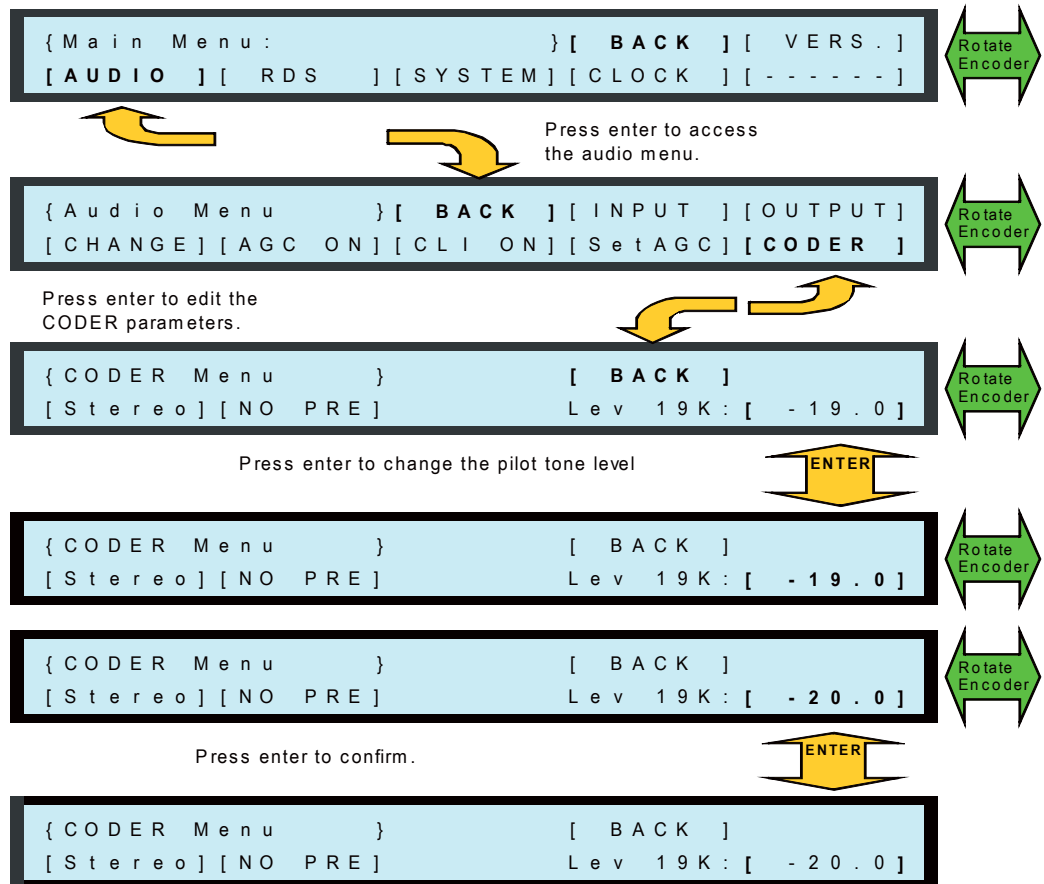 {Main Menu: }[ BACK ][ VERS.]
[AUDIO ][ RDS ][SYSTEM][CLOCK ][------]
Rotate
Encoder
Press enter to access
the audio menu.
{Audio Menu }[ BACK ][INPUT ][OUTPUT]
[CHANGE][AGC ON][CLI ON][SetAGC][CODER ]
Rotate
Encoder
Press enter to edit the
CODER parameters.
{CODER Menu } [ BACK ]
[Stereo][NO PRE] Lev 19K:[ -19.0]
Rotate
Encoder
Press enter to change the pilot tone level
ENTER
{CODER Menu } [ BACK ]
[Stereo][NO PRE] Lev 19K:[ -19.0]
Rotate
Encoder
{CODER Menu } [ BACK ]
[Stereo][NO PRE] Lev 19K:[ -20.0]
Rotate
Encoder
Press enter to confirm.
ENTER
{CODER Menu } [ BACK ]
[Stereo][NO PRE] Lev 19K:[ -20.0]